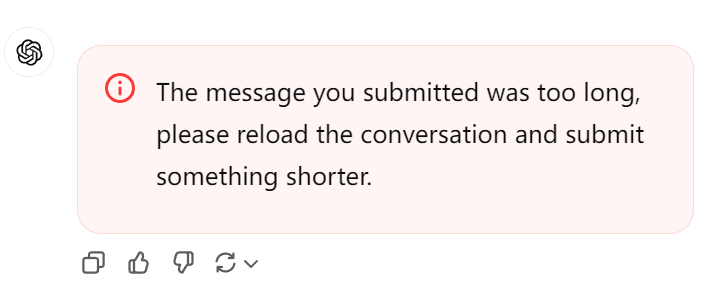 The message you submitted was too long,
please reload the conversation and submit
something shorter.